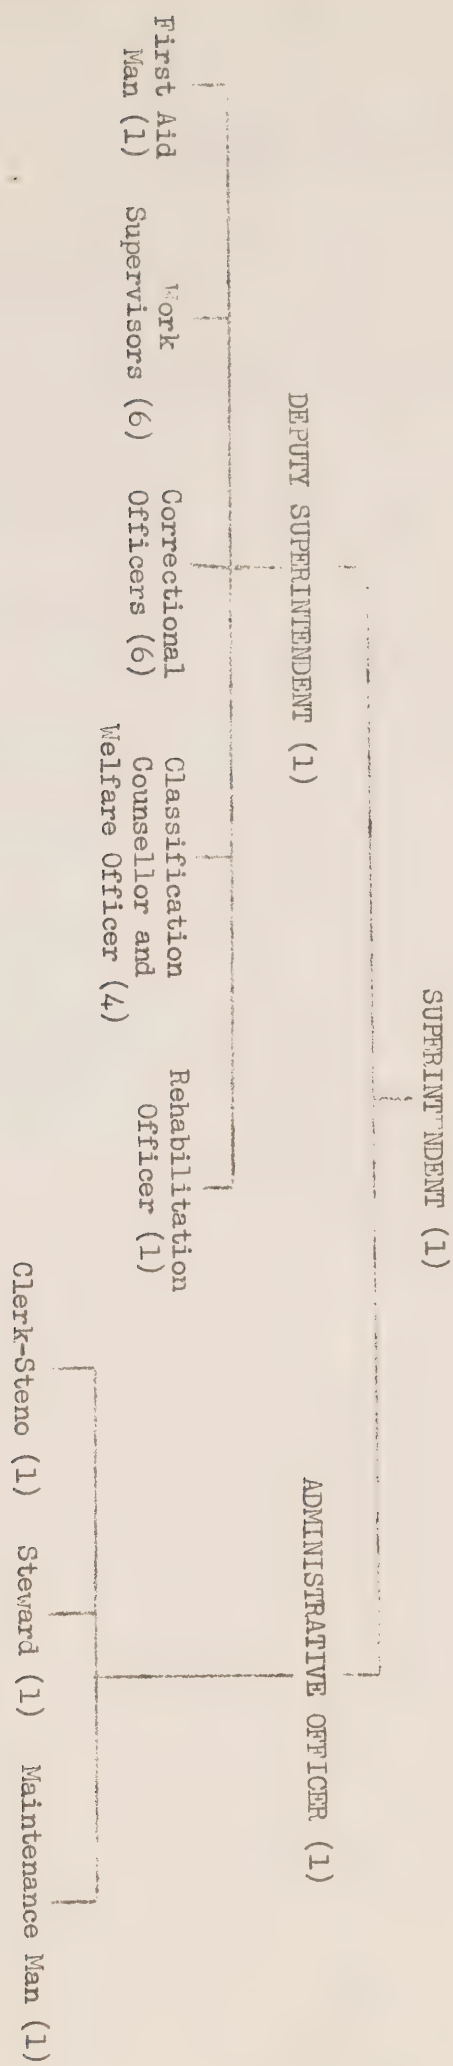 SUPERINTENDENT (1)
DEPUTY SUPERINTENDENT (1)
ADMINISTRATIVE OFFICER (1)
First Aid
Man (1)
Work
Supervisors (6)
Correctional
Officers (6)
Classification
Counsellor and
Welfare Officer (4)
Rehabilitation
Officer (1)
Clerk-Steno (1)
Steward (1)
Maintenance Man (1)